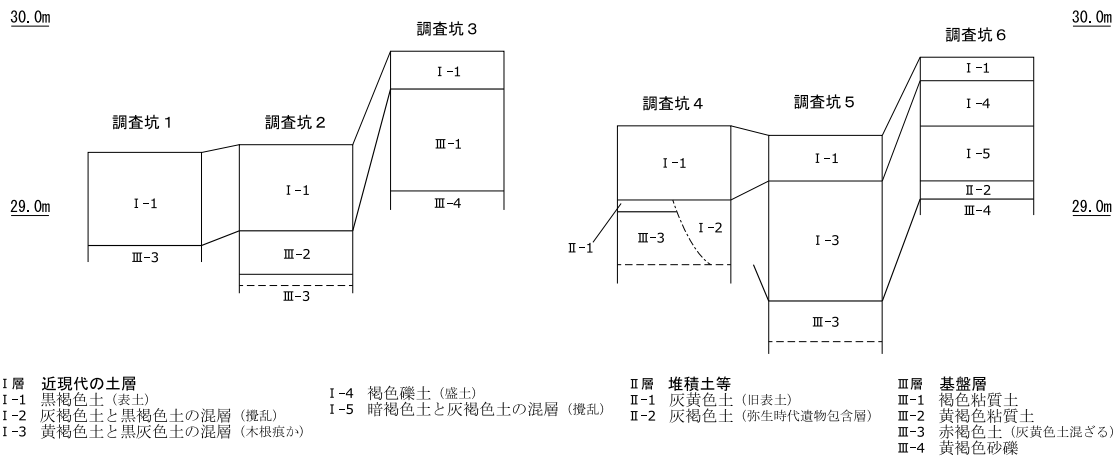 30.0m
30.0m
調査坑3
調査坑6
Ⅰ-1
Ⅰ-1
調査坑4
調査坑5
Ⅰ-4
調査坑1
調査坑2
Ⅲ-1
Ⅰ-1
Ⅰ-1
Ⅰ-5
Ⅰ-1
Ⅰ-1
Ⅱ-2
29.0m
Ⅲ-4
Ⅲ-4
29.0m
Ⅲ-3
Ⅰ-2
Ⅱ-1
Ⅰ-3
Ⅲ-3
Ⅲ-2
Ⅲ-3
Ⅲ-3
Ⅰ層 近現代の土層
Ⅰ-1 黒褐色土(表土)
Ⅰ-2 灰褐色土と黒褐色土の混層(攪乱)
Ⅰ-3 黄褐色土と黒灰色土の混層(木根痕か)
Ⅰ-4 褐色礫土(盛土)
Ⅰ-5 暗褐色土と灰褐色土の混層(攪乱)
Ⅱ層 堆積土等
Ⅱ-1 灰黄色土(旧表土)
Ⅱ-2 灰褐色土(弥生時代遺物包含層)
Ⅲ層 基盤層
Ⅲ-1 褐色粘質土
Ⅲ-2 黄褐色粘質土
Ⅲ-3 赤褐色土(灰黄色土混ざる)
Ⅲ-4 黄褐色砂礫